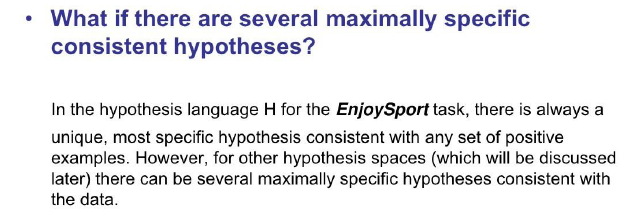 • What if there are several maximally specific
consistent hypotheses?
In the hypothesis language H for the EnjoySport task, there is always a
unique, most specific hypothesis consistent with any set of positive
examples. However, for other hypothesis spaces (which will be discussed
later) there can be several maximally specific hypotheses consistent with
the data.